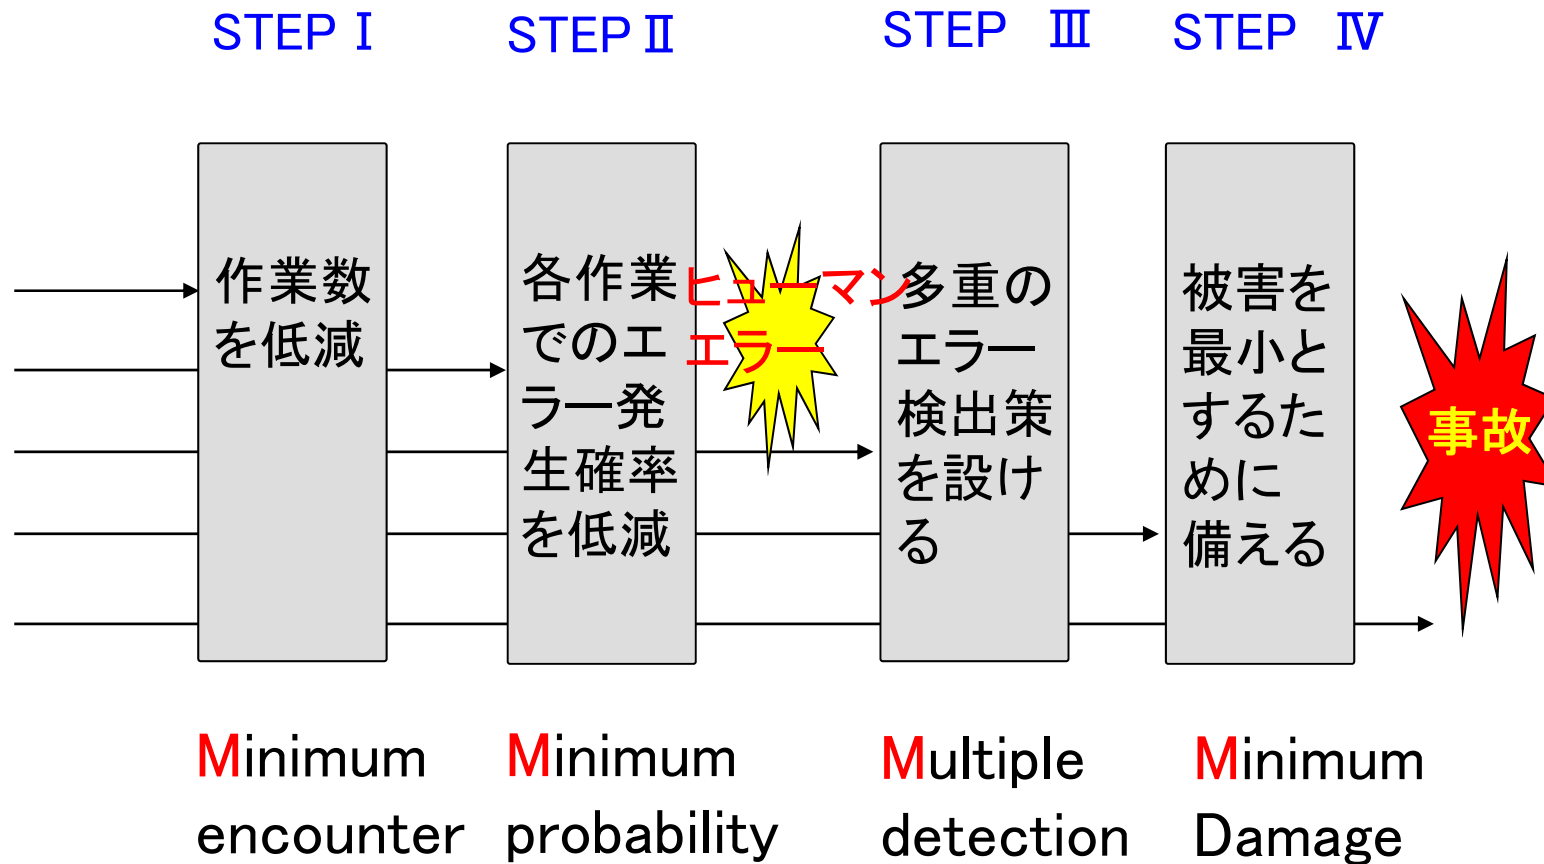 STEP Ⅰ
STEP Ⅱ
STEP Ⅲ
STEP Ⅳ
作業数
を低減
各作業
でのエ
ラー発
生確率
を低減
ヒューマン
エラー
多重の
エラー
検出策
を設け
る
被害を
最小と
するた
めに
備える
事故
Minimum
encounter
Minimum
probability
Multiple
detection
Minimum
Damage